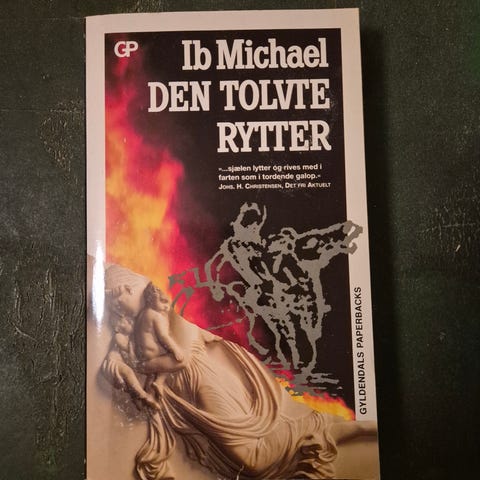 GP
Ib Michael
DEN TOLVTE
RYTTER
»...sjælen lytter og rives med i
farten som i tordende galop.«
JOHS. H. CHRISTENSEN, DET FRI AKTUELT
GYLDENDALS PAPERBACKS